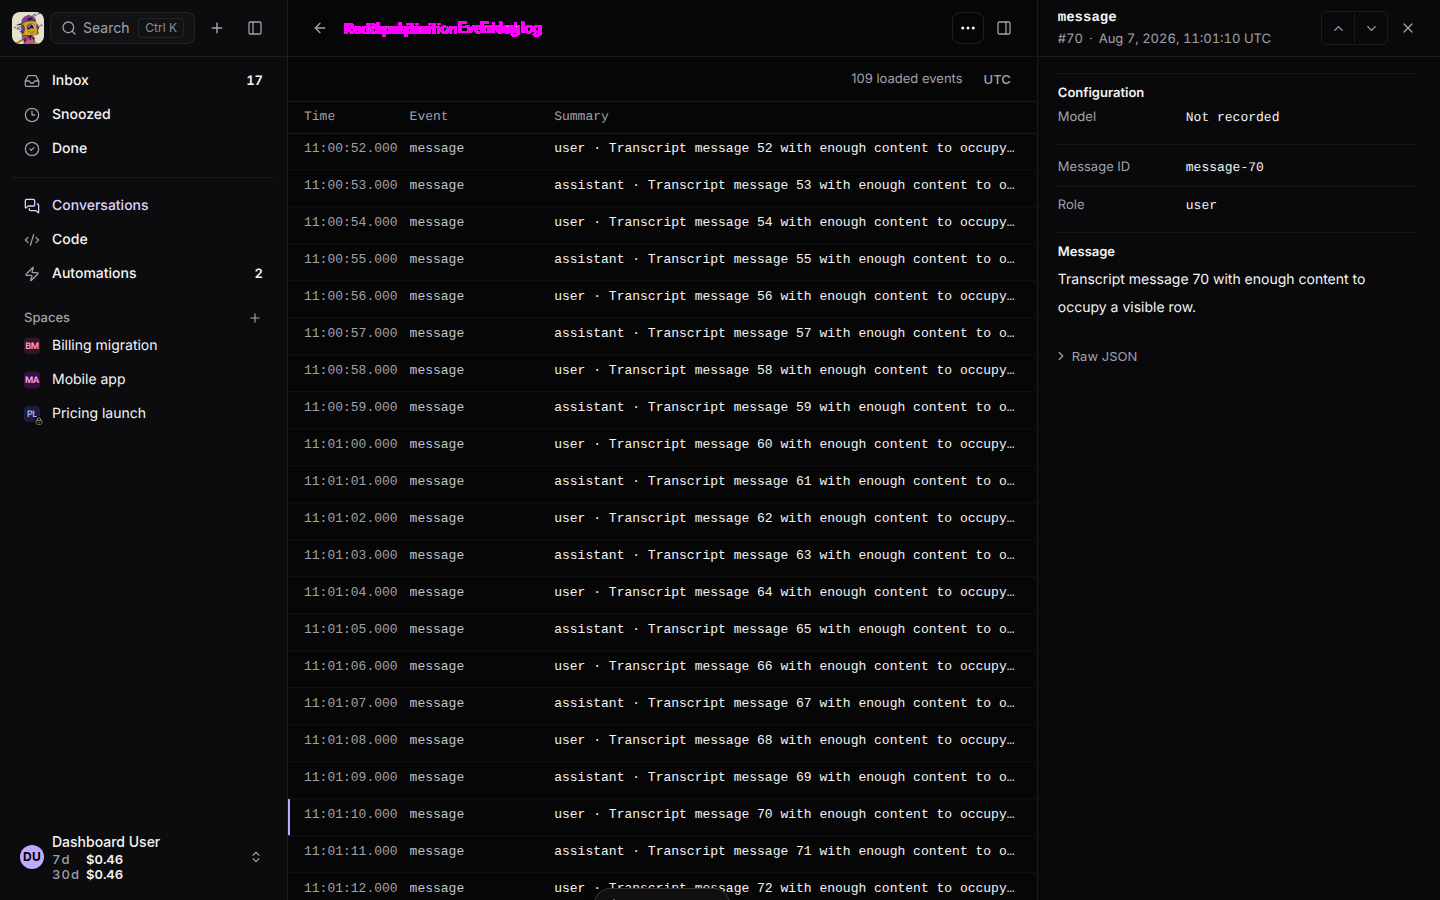 Search Ctrl K
Inbox 17
Snoozed
Done
Conversations
Code
Automations 2
Spaces
BM Billing migration
MA Mobile app
PL Pricing launch
DU Dashboard User
7d $0.46
30d $0.46
109 loaded events UTC
Time Event Summary
11:00:52.000 message user · Transcript message 52 with enough content to occupy…
11:00:53.000 message assistant · Transcript message 53 with enough content to o…
11:00:54.000 message user · Transcript message 54 with enough content to occupy…
11:00:55.000 message assistant · Transcript message 55 with enough content to o…
11:00:56.000 message user · Transcript message 56 with enough content to occupy…
11:00:57.000 message assistant · Transcript message 57 with enough content to o…
11:00:58.000 message user · Transcript message 58 with enough content to occupy…
11:00:59.000 message assistant · Transcript message 59 with enough content to o…
11:01:00.000 message user · Transcript message 60 with enough content to occupy…
11:01:01.000 message assistant · Transcript message 61 with enough content to o…
11:01:02.000 message user · Transcript message 62 with enough content to occupy…
11:01:03.000 message assistant · Transcript message 63 with enough content to o…
11:01:04.000 message user · Transcript message 64 with enough content to occupy…
11:01:05.000 message assistant · Transcript message 65 with enough content to o…
11:01:06.000 message user · Transcript message 66 with enough content to occupy…
11:01:07.000 message assistant · Transcript message 67 with enough content to o…
11:01:08.000 message user · Transcript message 68 with enough content to occupy…
11:01:09.000 message assistant · Transcript message 69 with enough content to o…
11:01:10.000 message user · Transcript message 70 with enough content to occupy…
11:01:11.000 message assistant · Transcript message 71 with enough content to o…
11:01:12.000 message user · Transcript message 72 with enough content to occupy…
message
#70 · Aug 7, 2026, 11:01:10 UTC
Configuration
Model Not recorded
Message ID message-70
Role user
Message
Transcript message 70 with enough content to
occupy a visible row.
Raw JSON